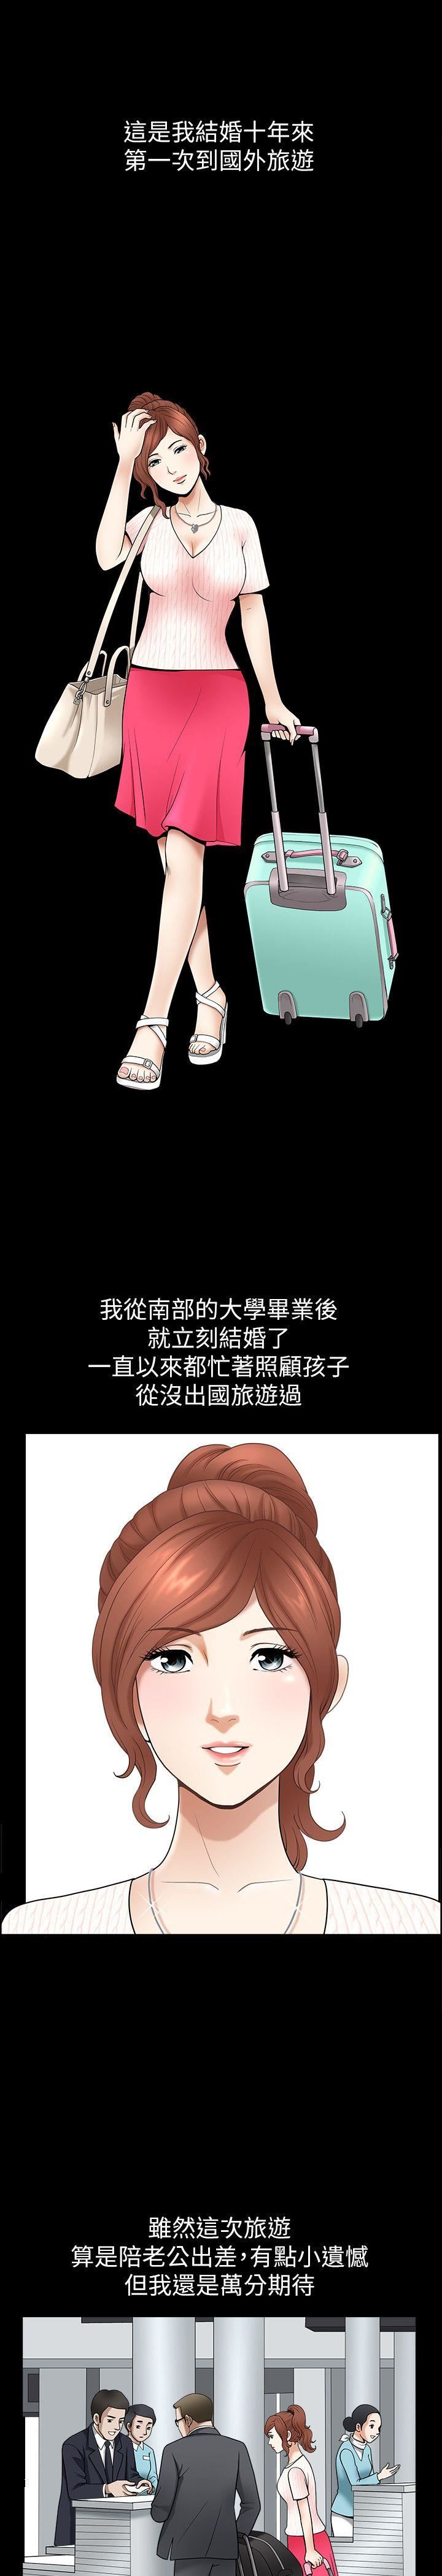 這是我結婚十年來
第一次到國外旅遊
我從南部的大學畢業後
就立刻結婚了
一直以來都忙著照顧孩子
從沒出國旅遊過
雖然這次旅遊
算是陪老公出差，有點小遺憾
但我還是萬分期待